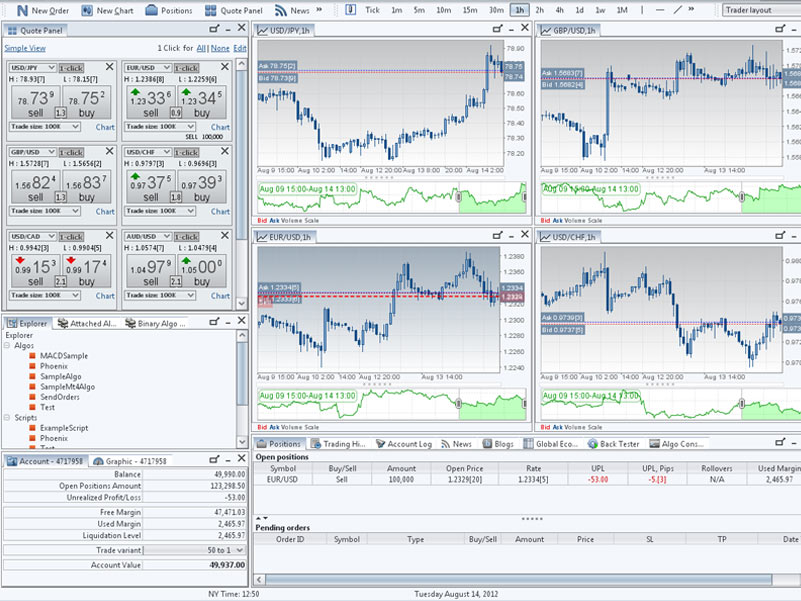 New Order New Chart Positions Quote Panel News Tick 1m 5m 10m 15m 30m 1h 2h 4h 1d 1W 1M Trader layout
Quote Panel
Simple View 1 Click for All None Edit
USD/JPY 1-click
H : 78.93[7] L : 78.15[7]
78.73 9 78.75 2
sell 1.3 buy
Trade size: 100K Chart
EUR/USD 1-click
H : 1.2386[8] L : 1.2259[6]
1.23 33 6 1.23 34 5
sell 0.9 buy
Trade size: 100K Chart
SELL 100,000
GBP/USD 1-click
H : 1.5728[7] L : 1.5656[2]
1.56 82 4 1.56 83 7
sell 1.3 buy
Trade size: 100K Chart
USD/CHF 1-click
H : 0.9797[3] L : 0.9696[3]
0.97 37 5 0.97 39 3
sell 1.8 buy
Trade size: 100K Chart
USD/CAD 1-click
H : 0.9942[3] L : 0.9904[5]
0.99 15 3 0.99 17 4
sell 2.1 buy
Trade size: 100K Chart
AUD/USD 1-click
H : 1.0574[7] L : 1.0479[4]
1.04 97 9 1.05 00 0
sell 2.1 buy
Trade size: 100K Chart
Explorer Attached Al... Binary Algo ...
Explorer
Algos
MACDSample
Phoenix
SampleAlgo
SampleMt4Algo
SendOrders
Test
Scripts
ExampleScript
Phoenix
Account - 4717958 Graphic - 4717958
Balance 49,990.00
Open Positions Amount 123,298.50
Unrealized Profit/Loss -53.00
Free Margin 47,471.03
Used Margin 2,465.97
Liquidation Level 2,465.97
Trade variant 50 to 1
Account Value 49,937.00
USD/JPY,1h
78.90
Ask 78.75[2] 78.75
Bid 78.73[9] 78.74
78.60
78.50
78.40
78.30
78.20
Aug 9 15:00 Aug 10 2:00 14:00 Aug 12 20:00 Aug 13 14:00 Aug 14 2:00
Aug 09 15:00-Aug 14 13:00
Bid Ask Volume Scale
GBP/USD,1h
Ask 1.5683[7]
Bid 1.5682[4]
Aug 9 15:00 Aug 10 2:00 14:00 Aug 12 20:00 Aug 13 14:00
Aug 09 15:00-Aug 14 13:00
Bid Ask Volume Scale
EUR/USD,1h
1.2380
1.2360
Ask 1.2334[5] 1.2334
1.2329
1.2300
1.2280
1.2260
1.2240
Aug 9 15:00 Aug 10 2:00 14:00 Aug 12 20:00 Aug 13 14:00
Aug 09 15:00-Aug 14 13:00
Bid Ask Volume Scale
USD/CHF,1h
Ask 0.9739[3]
Bid 0.9737[5]
Aug 9 15:00 Aug 10 2:00 14:00 Aug 12 20:00 Aug 13 14:00
Aug 09 15:00-Aug 14 13:00
Bid Ask Volume Scale
Positions Trading Hi... Account Log News Blogs Global Eco... Back Tester Algo Cons...
Open positions
Symbol Buy/Sell Amount Open Price Rate UPL UPL, Pips Rollovers Used Margin
EUR/USD Sell 100,000 1.2329[20] 1.2334[5] -53.00 -5.[3] N/A 2,465.97
Pending orders
Order ID Symbol Type Buy/Sell Amount Price SL TP Date
NY Time: 12:50 Tuesday August 14, 2012